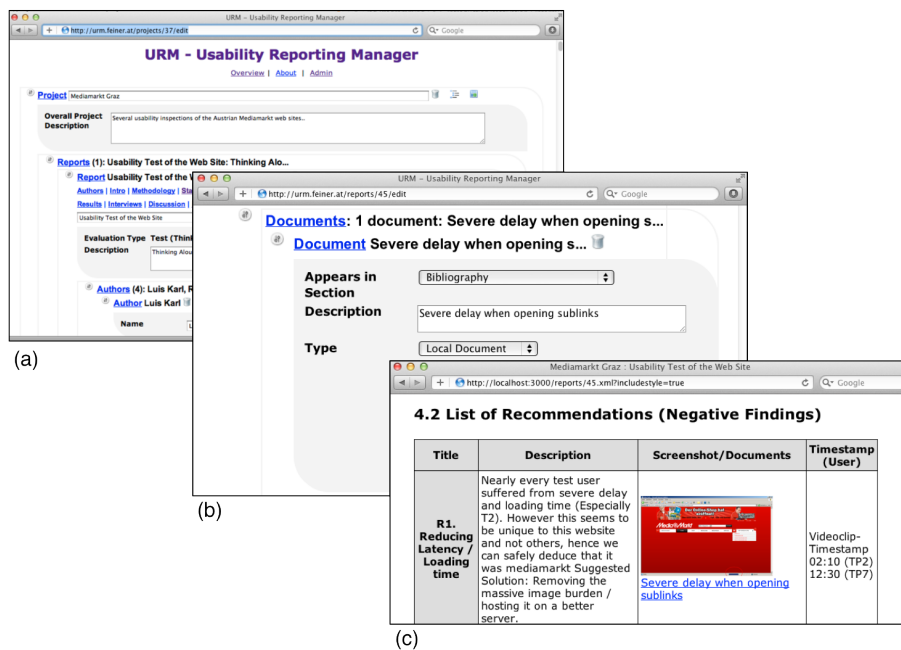 URM - Usability Reporting Manager
http://urm.feiner.at/projects/37/edit
Google
URM - Usability Reporting Manager
Overview | About | Admin
Project Mediamarkt Graz
Overall Project
Description
Several usability inspections of the Austrian Mediamarkt web sites..
Reports (1): Usability Test of the Web Site: Thinking Alo...
Report Usability Test of the
Authors | Intro | Methodology |
Results | Interviews | Discussion |
Usability Test of the Web Site
Evaluation Type Test
Description
Thinking
Authors (4): Luis Karl,
Author Luis Karl
Name
(a)
URM - Usability Reporting Manager
http://urm.feiner.at/reports/45/edit
Google
Documents: 1 document: Severe delay when opening s...
Document Severe delay when opening s...
Appears in
Section
Bibliography
Description
Severe delay when opening sublinks
Type
Local Document
(b)
Mediamarkt Graz : Usability Test of the Web Site
http://localhost:3000/reports/45.xml?includestyle=true
Google
4.2 List of Recommendations (Negative Findings)
Title
Description
Screenshot/Documents
Timestamp
(User)
R1.
Reducing
Latency /
Loading
time
Nearly every test user
suffered from severe delay
and loading time (Especially
T2). However this seems to
be unique to this website
and not others, hence we
can safely deduce that it
was mediamarkt Suggested
Solution: Removing the
massive image burden /
hosting it on a better
server.
Media Markt
Severe delay when opening
sublinks
Videoclip-
Timestamp
02:10 (TP2)
12:30 (TP7)
(c)